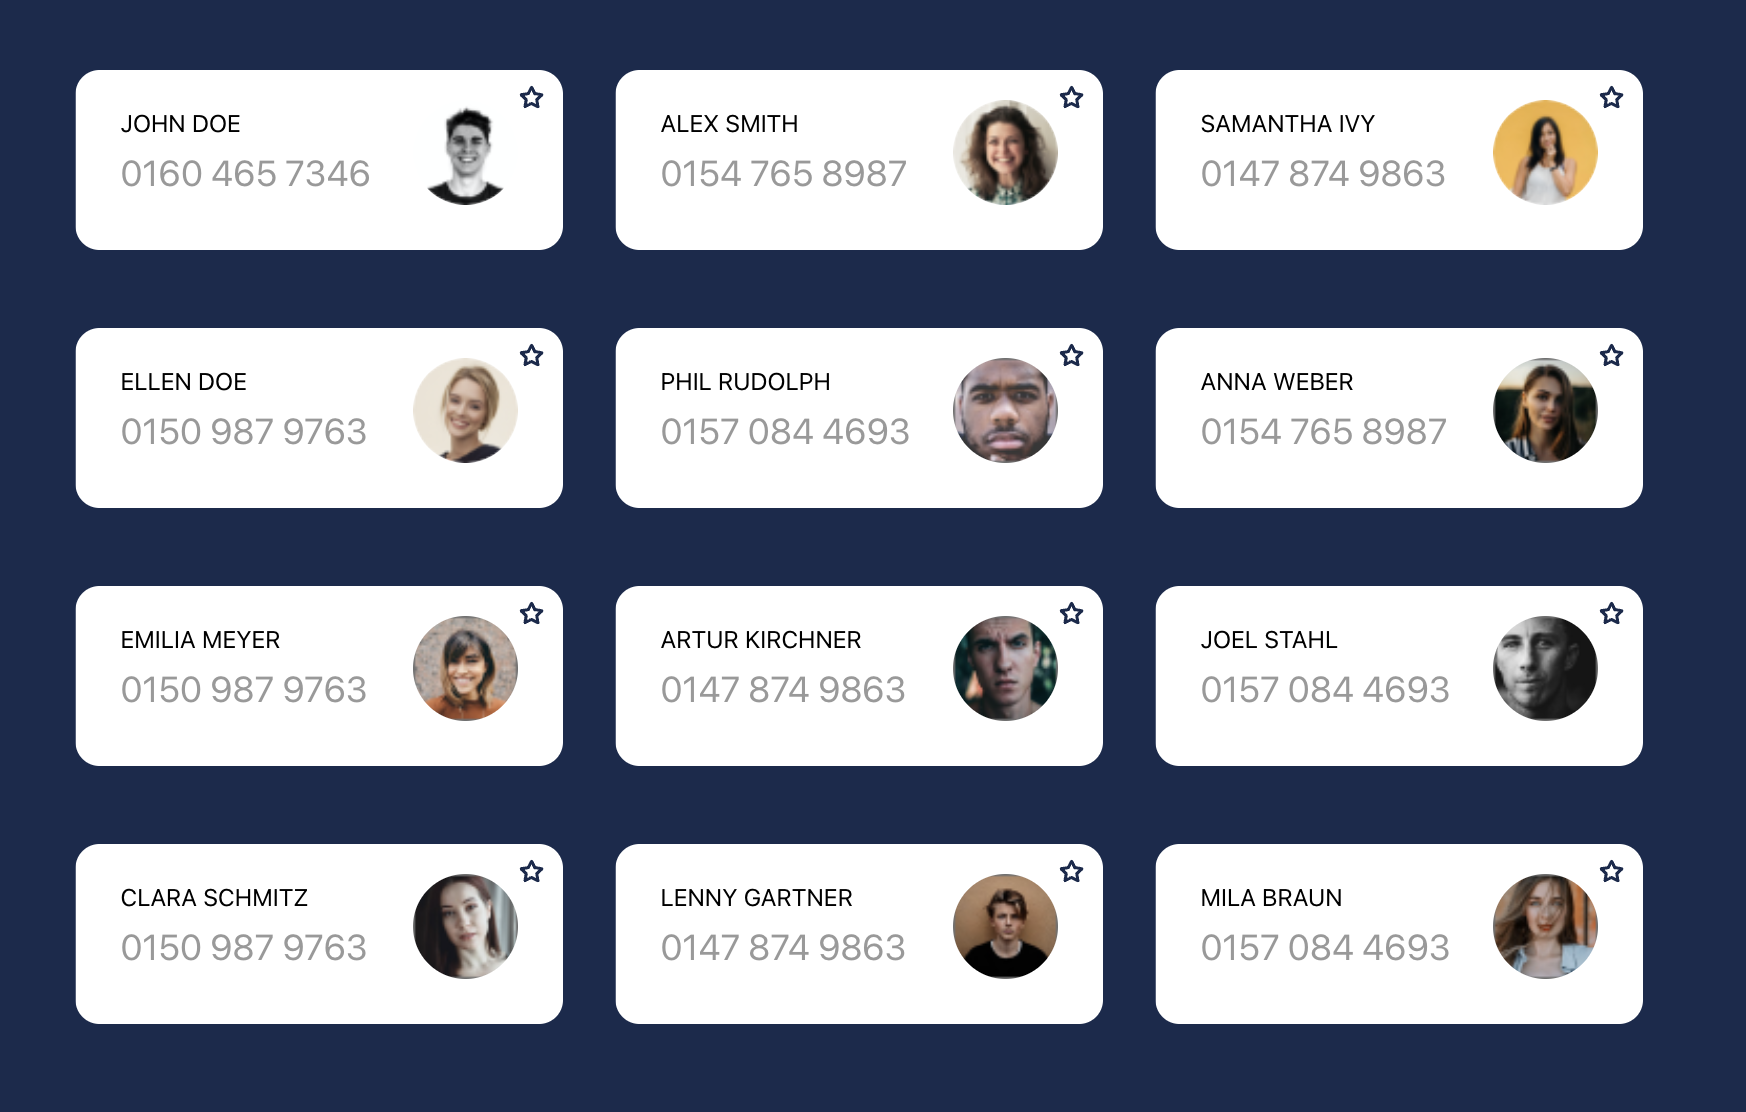 JOHN DOE
0160 465 7346
ALEX SMITH
0154 765 8987
SAMANTHA IVY
0147 874 9863
ELLEN DOE
0150 987 9763
PHIL RUDOLPH
0157 084 4693
ANNA WEBER
0154 765 8987
EMILIA MEYER
0150 987 9763
ARTUR KIRCHNER
0147 874 9863
JOEL STAHL
0157 084 4693
CLARA SCHMITZ
0150 987 9763
LENNY GARTNER
0147 874 9863
MILA BRAUN
0157 084 4693